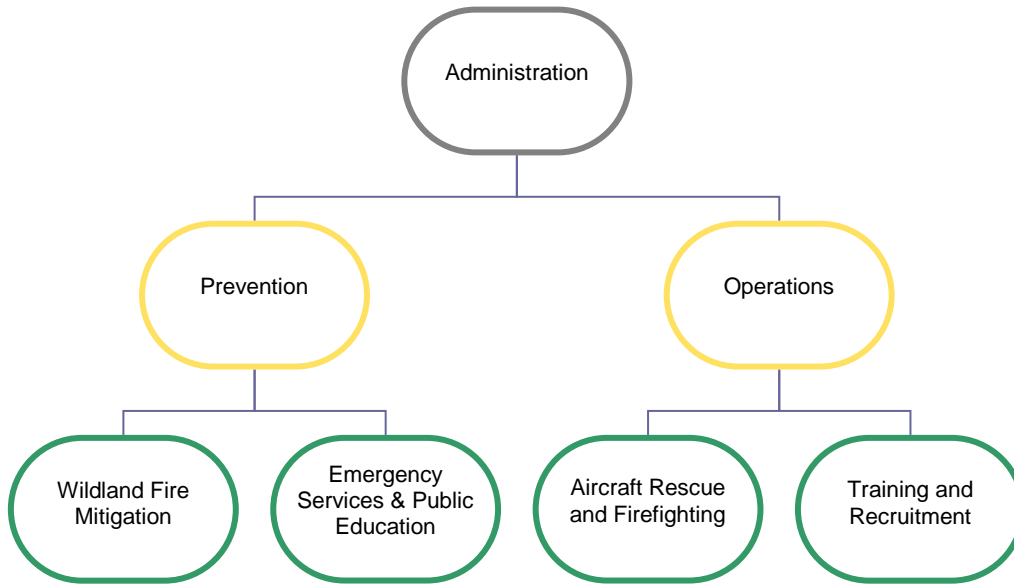 Administration
Prevention
Operations
Wildland Fire
Mitigation
Emergency
Services & Public
Education
Aircraft Rescue
and Firefighting
Training and
Recruitment